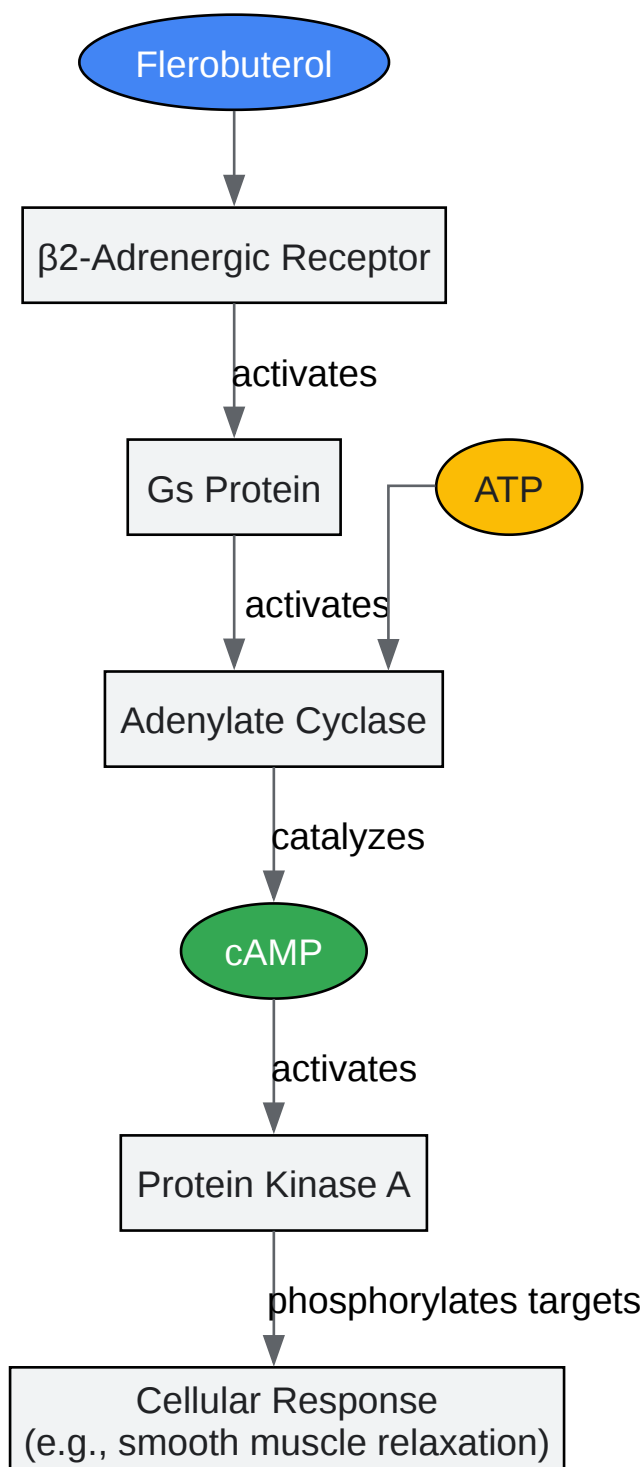 Flerobuterol
β2-Adrenergic Receptor
activates
Gs Protein
ATP
activates
Adenylate Cyclase
catalyzes
cAMP
activates
Protein Kinase A
phosphorylates targets
Cellular Response
(e.g., smooth muscle relaxation)